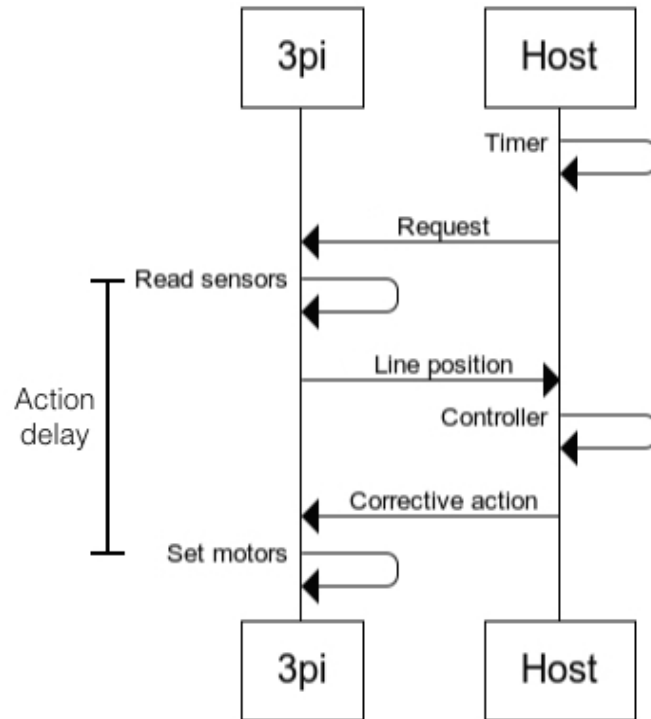 3pi
Host
Timer
Request
Read sensors
Line position
Action
delay
Controller
Corrective action
Set motors
3pi
Host